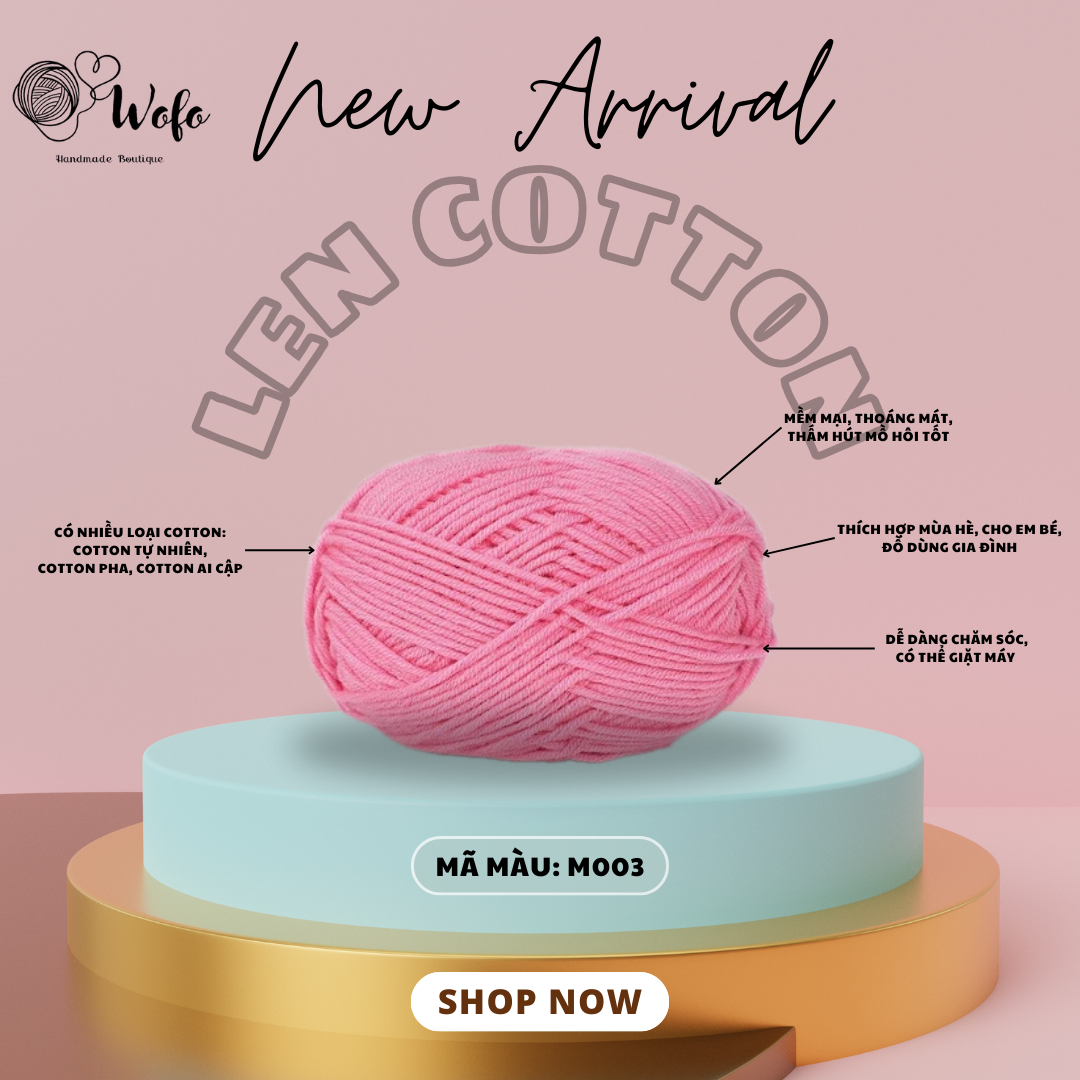 Wofo
Handmade Boutique
New Arrival
LEN COTTON
MỀM MẠI, THOÁNG MÁT,
THẤM HÚT MỒ HÔI TỐT
CÓ NHIỀU LOẠI COTTON:
COTTON TỰ NHIÊN,
COTTON PHA, COTTON AI CẬP
THÍCH HỢP MÙA HÈ, CHO EM BÉ,
ĐỒ DÙNG GIA ĐÌNH
DỄ DÀNG CHĂM SÓC,
CÓ THỂ GIẶT MÁY
MÃ MÀU: M003
SHOP NOW